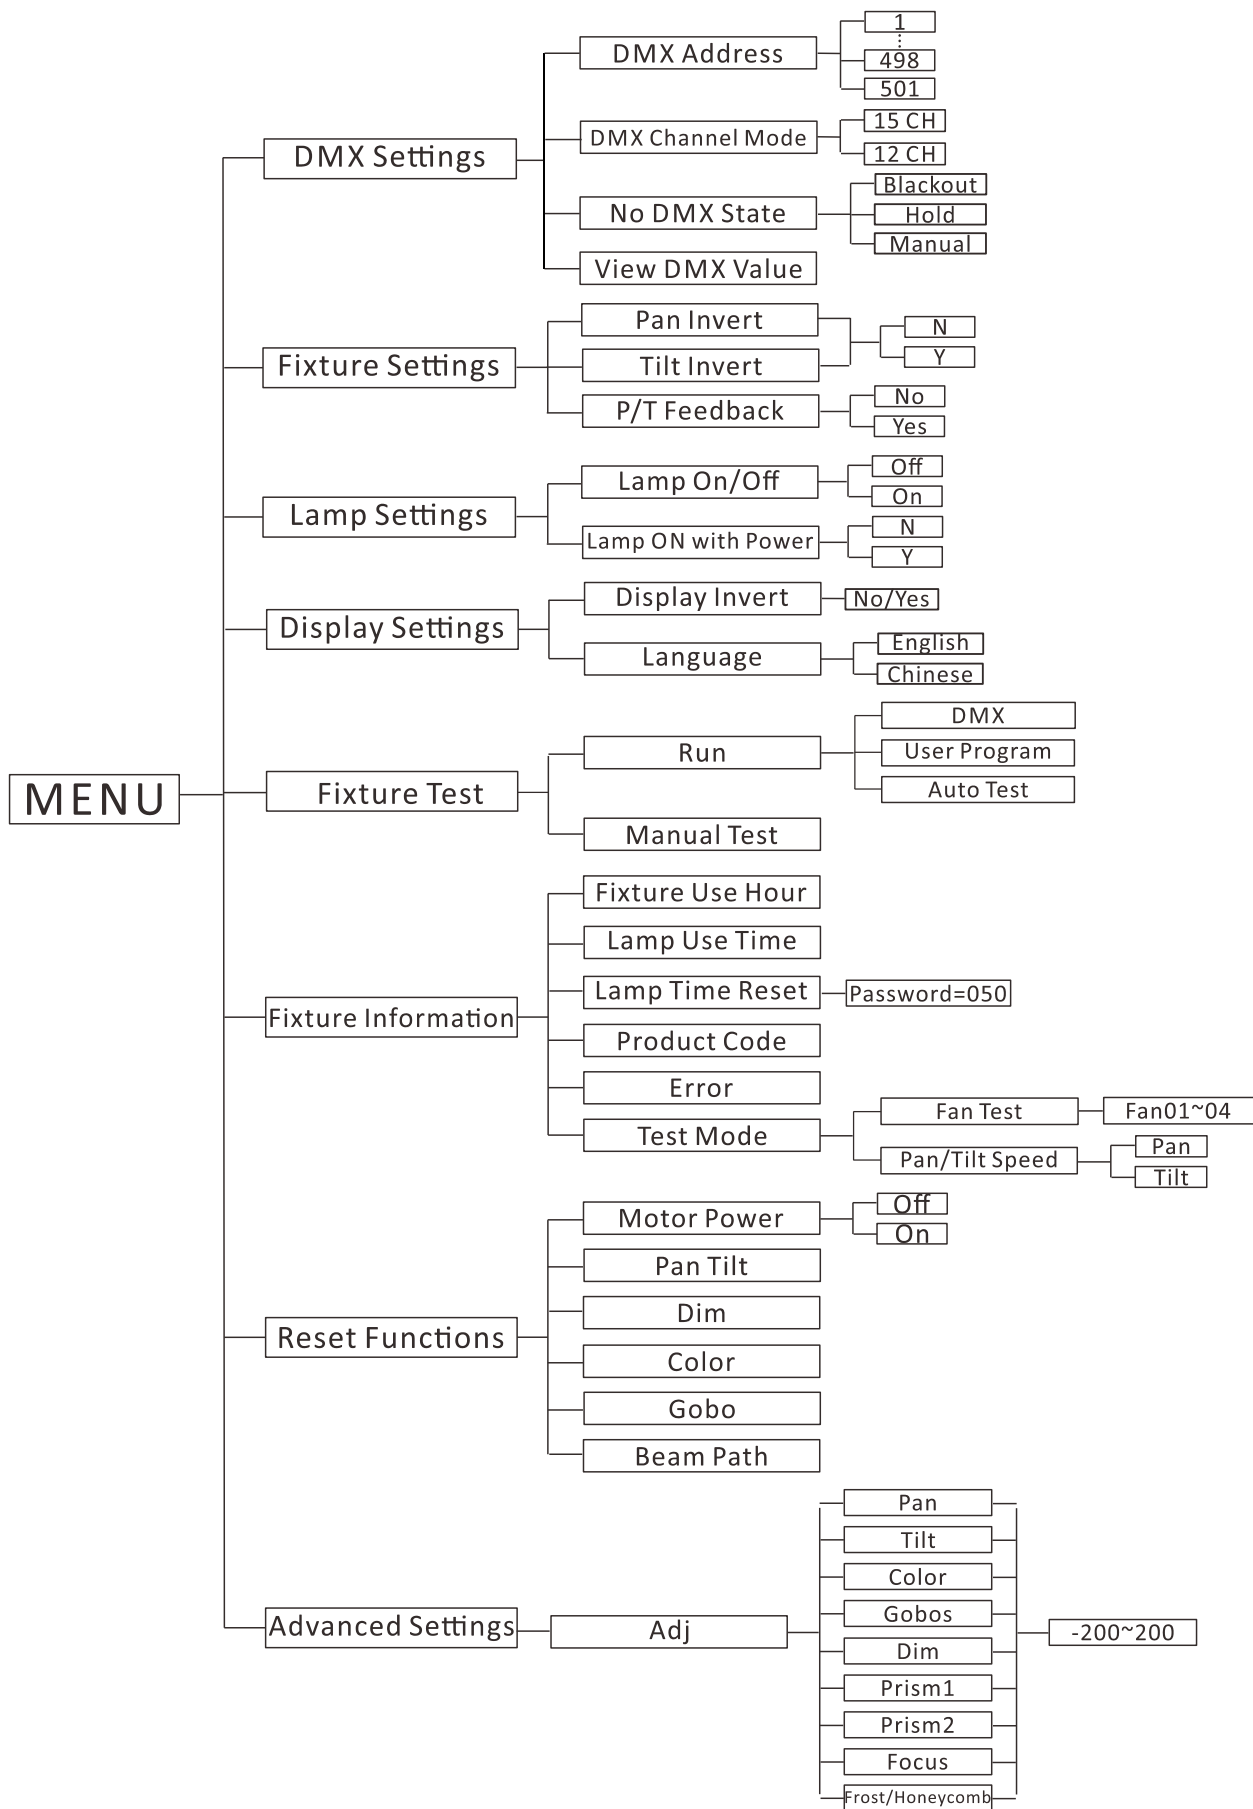 MENU
DMX Settings
DMX Address
1
498
501
DMX Channel Mode
15 CH
12 CH
No DMX State
Blackout
Hold
Manual
View DMX Value
Fixture Settings
Pan Invert
Tilt Invert
N
Y
P/T Feedback
No
Yes
Lamp Settings
Lamp On/Off
Off
On
Lamp ON with Power
N
Y
Display Settings
Display Invert
No/Yes
Language
English
Chinese
Fixture Test
Run
DMX
User Program
Auto Test
Manual Test
Fixture Information
Fixture Use Hour
Lamp Use Time
Lamp Time Reset
Password=050
Product Code
Error
Test Mode
Fan Test
Fan01~04
Pan/Tilt Speed
Pan
Tilt
Reset Functions
Motor Power
Off
On
Pan Tilt
Dim
Color
Gobo
Beam Path
Advanced Settings
Adj
Pan
Tilt
Color
Gobos
Dim
Prism1
Prism2
Focus
Frost/Honeycomb
-200~200